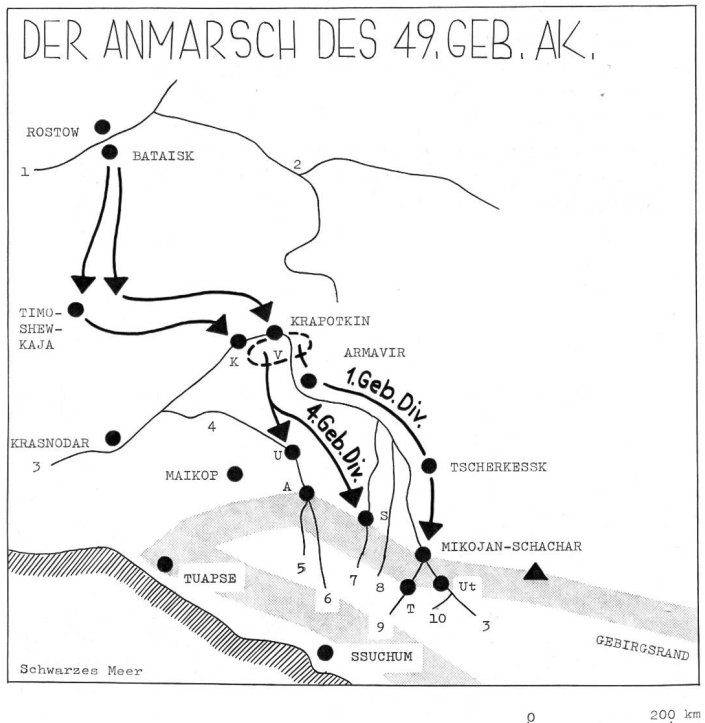 DER ANMARSCH DES 49.GEB.AK.
ROSTOW
BATAISK
1
2
TIMO-
SHEW-
KAJA
KRAPOTKIN
K
V
ARMAVIR
1.Geb.Div.
4.Geb.Div.
KRASNODAR
3
4
U
MAIKOP
A
TSCHERKESSK
S
MIKOJAN-SCHACHAR
5
6
7
8
TUAPSE
T
Ut
9
10
3
GEBIRGSRAND
SSUCHUM
Schwarzes Meer
0 200 km